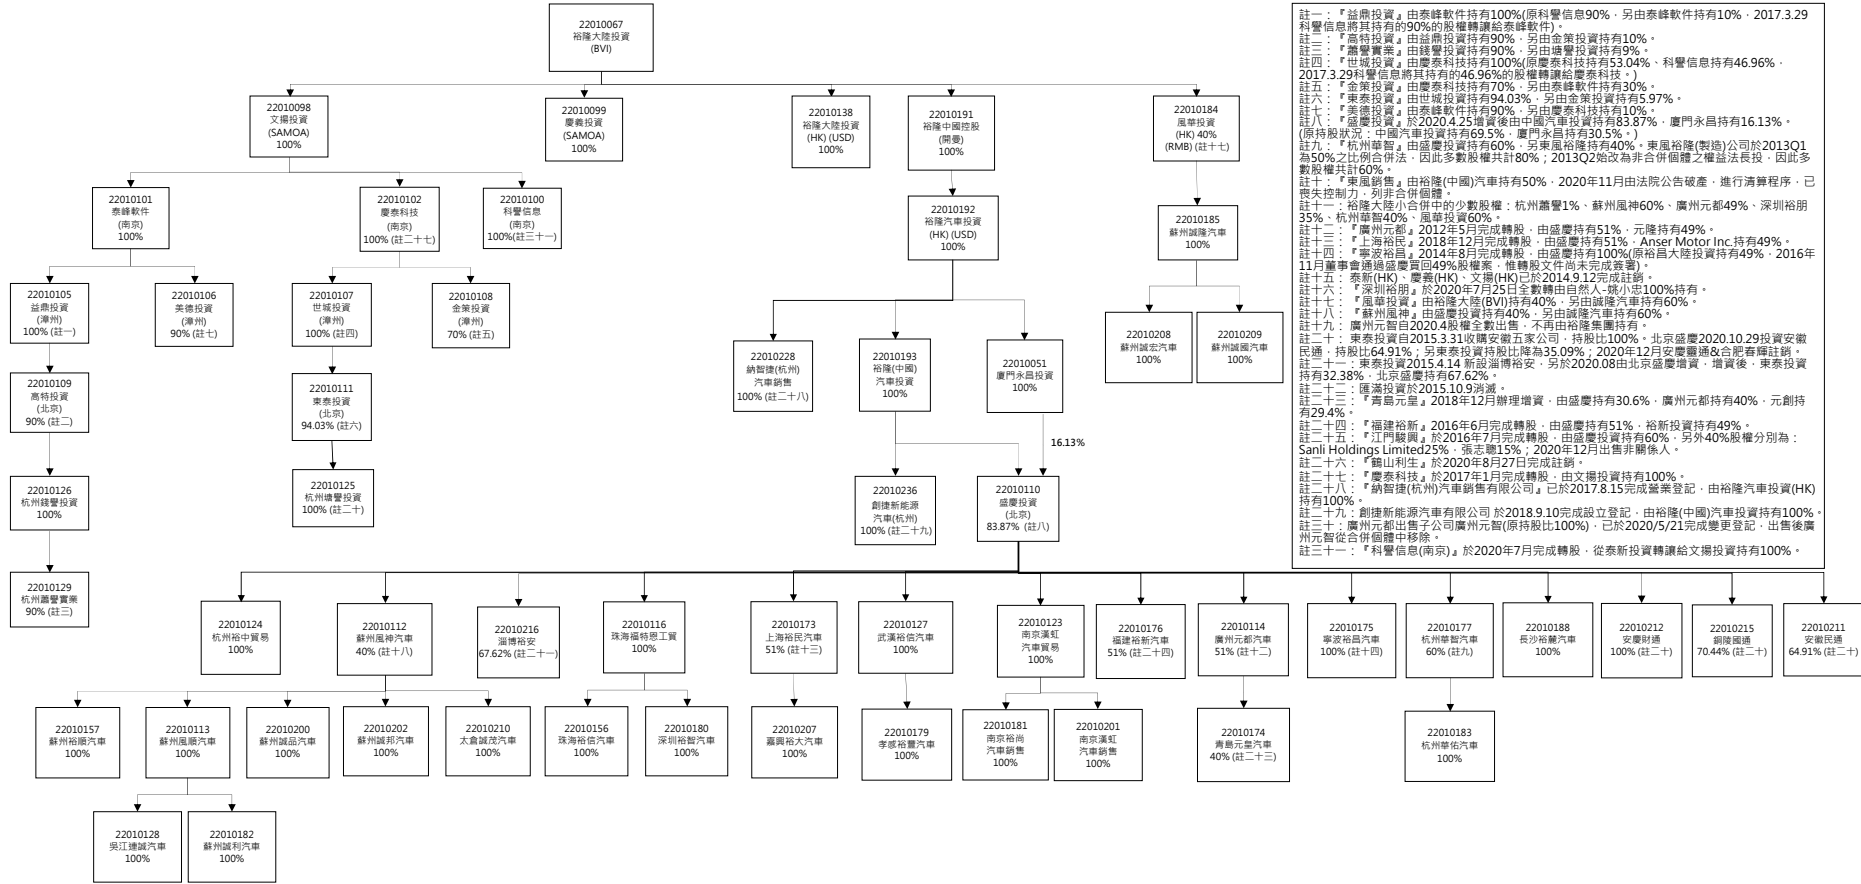 22010067
裕隆大陸投資
(BVI)
22010098
文揚投資
(SAMOA)
100%
22010099
慶義投資
(SAMOA)
100%
22010138
裕隆大陸投資
(HK) (USD)
100%
22010191
裕隆中國控股
(開曼)
100%
22010184
風華投資
(HK) 40%
(RMB) (註十七)
22010101
泰峰軟件
(南京)
100%
22010102
慶泰科技
(南京)
100% (註二十七)
22010100
科譽信息
(南京)
100%(註三十一)
22010192
裕隆汽車投資
(HK) (USD)
100%
22010185
蘇州誠隆汽車
100%
22010105
益鼎投資
(漳州)
100% (註一)
22010106
美德投資
(漳州)
90% (註七)
22010107
世城投資
(漳州)
100% (註四)
22010108
金策投資
(漳州)
70% (註五)
22010228
納智捷(杭州)
汽車銷售
100% (註二十八)
22010193
裕隆(中國)
汽車投資
100%
22010051
廈門永昌投資
100%
22010208
蘇州誠宏汽車
100%
22010209
蘇州誠國汽車
100%
22010109
高特投資
(北京)
90% (註二)
22010111
東泰投資
(北京)
94.03% (註六)
16.13%
22010126
杭州錢譽投資
100%
22010125
杭州塘譽投資
100% (註二十)
22010236
創捷新能源
汽車(杭州)
100% (註二十九)
22010110
盛慶投資
(北京)
83.87% (註八)
22010129
杭州蕭譽實業
90% (註三)
22010124
杭州裕中貿易
100%
22010112
蘇州風神汽車
40% (註十八)
22010216
淄博裕安
67.62% (註二十一)
22010116
珠海福特恩工貿
100%
22010173
上海裕民汽車
51% (註十三)
22010127
武漢裕信汽車
100%
22010123
南京漢虹
汽車貿易
100%
22010176
福建裕新汽車
51% (註二十四)
22010114
廣州元都汽車
51% (註十二)
22010175
寧波裕昌汽車
100% (註十四)
22010177
杭州華智汽車
60% (註九)
22010188
長沙裕麓汽車
100%
22010212
安慶財通
100% (註二十)
22010215
銅陵國通
70.44% (註二十)
22010211
安徽民通
64.91% (註二十)
22010157
蘇州裕順汽車
100%
22010113
蘇州風順汽車
100%
22010200
蘇州誠品汽車
100%
22010202
蘇州誠邦汽車
100%
22010210
太倉誠茂汽車
100%
22010156
珠海裕信汽車
100%
22010180
深圳裕智汽車
100%
22010207
嘉興裕大汽車
100%
22010179
孝感裕豐汽車
100%
22010181
南京裕尚
汽車銷售
100%
22010201
南京漢虹
汽車銷售
100%
22010174
青島元皇汽車
40% (註二十三)
22010183
杭州華佑汽車
100%
22010128
吳江連誠汽車
100%
22010182
蘇州誠利汽車
100%
註一：『益鼎投資』由泰峰軟件持有100%(原科譽信息90%，另由泰峰軟件持有10%，2017.3.29
科譽信息將其持有的90%的股權轉讓給泰峰軟件)。
註二：『高特投資』由益鼎投資持有90%，另由金策投資持有10%。
註三：『蕭譽實業』由錢譽投資持有90%，另由塘譽投資持有9%。
註四：『世城投資』由慶泰科技持有100%(原慶泰科技持有53.04%、科譽信息持有46.96%，
2017.3.29科譽信息將其持有的46.96%的股權轉讓給慶泰科技。)
註五：『金策投資』由慶泰科技持有70%，另由泰峰軟件持有30%。
註六：『東泰投資』由世城投資持有94.03%，另由金策投資持有5.97%。
註七：『美德投資』由泰峰軟件持有90%，另由慶泰科技持有10%。
註八：『盛慶投資』於2020.4.25增資後由中國汽車投資持有83.87%，廈門永昌持有16.13%。
(原持股狀況：中國汽車投資持有69.5%，廈門永昌持有30.5%。)
註九：『杭州華智』由盛慶投資持有60%，另東風裕隆持有40%。東風裕隆(製造)公司於2013Q1
為50%之比例合併法，因此多數股權共計80%；2013Q2始改為非合併個體之權益法長投，因此多
數股權共計60%。
註十：『東風銷售』由裕隆(中國)汽車持有50%，2020年11月由法院公告破產，進行清算程序，已
喪失控制力，列非合併個體。
註十一：裕隆大陸小合併中的少數股權：杭州蕭譽1%、蘇州風神60%、廣州元都49%、深圳裕朋
35%、杭州華智40%、風華投資60%。
註十二：『廣州元都』2012年5月完成轉股，由盛慶持有51%，元隆持有49%。
註十三：『上海裕民』2018年12月完成轉股，由盛慶持有51%，Anser Motor Inc.持有49%。
註十四：『寧波裕昌』2014年8月完成轉股，由盛慶持有100%(原裕昌大陸投資持有49%，2016年
11月董事會通過盛慶買回49%股權案，惟轉股文件尚未完成簽署)。
註十五：泰新(HK)、慶義(HK)、文揚(HK)已於2014.9.12完成註銷。
註十六：『深圳裕朋』於2020年7月25日全數轉由自然人-姚小忠100%持有。
註十七：『風華投資』由裕隆大陸(BVI)持有40%，另由誠隆汽車持有60%。
註十八：『蘇州風神』由盛慶投資持有40%，另由誠隆汽車持有60%。
註十九：廣州元智自2020.4股權全數出售，不再由裕隆集團持有。
註二十：東泰投資自2015.3.31收購安徽五家公司，持股比100%。北京盛慶2020.10.29投資安徽
民通，持股比64.91%；另東泰投資持股比降為35.09%；2020年12月安慶靈通&合肥春輝註銷。
註二十一：東泰投資2015.4.14 新設淄博裕安，另於2020.08由北京盛慶增資，增資後，東泰投資
持有32.38%，北京盛慶持有67.62%。
註二十二：匯滿投資於2015.10.9消滅。
註二十三：『青島元皇』2018年12月辦理增資，由盛慶持有30.6%，廣州元都持有40%，元創持
有29.4%。
註二十四：『福建裕新』2016年6月完成轉股，由盛慶持有51%，裕新投資持有49%。
註二十五：『江門駿興』於2016年7月完成轉股，由盛慶投資持有60%，另外40%股權分別為：
Sanli Holdings Limited25%，張志聰15%；2020年12月出售非關係人。
註二十六：『鶴山利生』於2020年8月27日完成註銷。
註二十七：『慶泰科技』於2017年1月完成轉股，由文揚投資持有100%。
註二十八：『納智捷(杭州)汽車銷售有限公司』已於2017.8.15完成營業登記，由裕隆汽車投資(HK)
持有100%。
註二十九：創捷新能源汽車有限公司 於2018.9.10完成設立登記，由裕隆(中國)汽車投資持有100%。
註三十：廣州元都出售子公司廣州元智(原持股比100%)，已於2020/5/21完成變更登記，出售後廣
州元智從合併個體中移除。
註三十一：『科譽信息(南京)』於2020年7月完成轉股，從泰新投資轉讓給文揚投資持有100%。